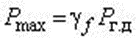 Pmax = γf Pг.д